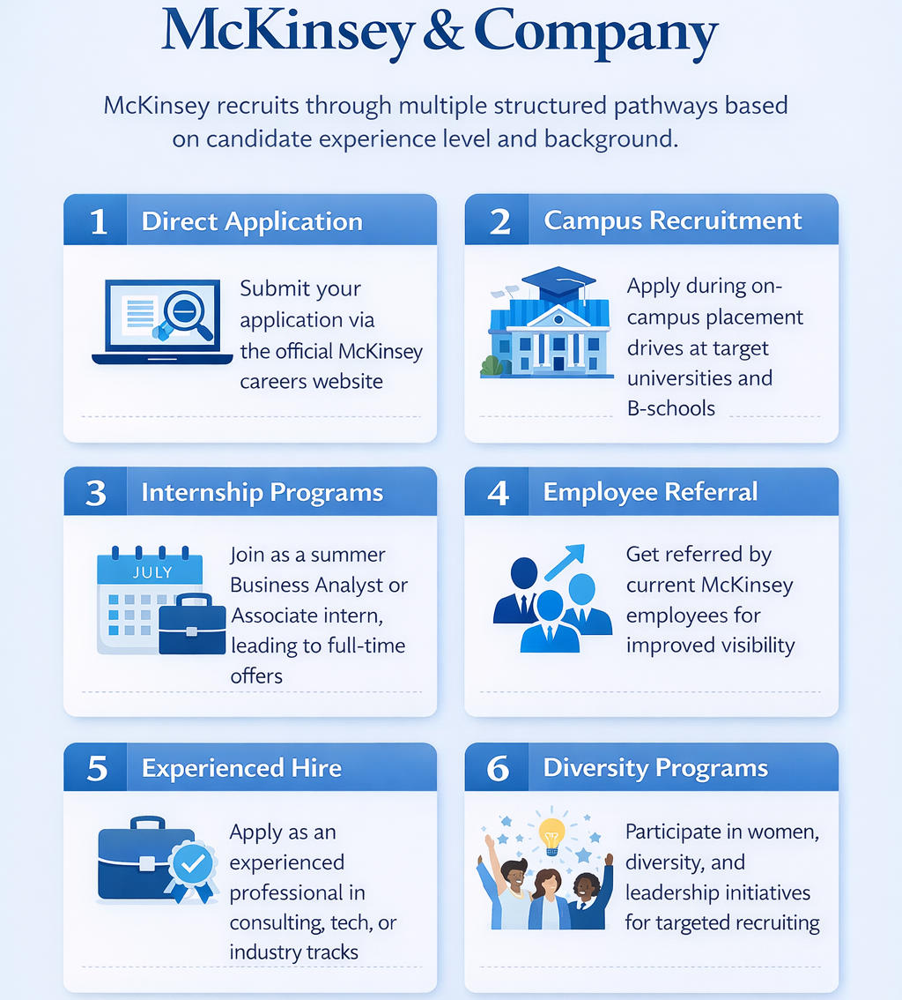 McKinsey & Company
McKinsey recruits through multiple structured pathways based
on candidate experience level and background.
1 Direct Application
Submit your
application via
the official McKinsey
careers website
2 Campus Recruitment
Apply during on-
campus placement
drives at target
universities and
B-schools
3 Internship Programs
JULY
Join as a summer
Business Analyst or
Associate intern,
leading to full-time
offers
4 Employee Referral
Get referred by
current McKinsey
employees for
improved visibility
5 Experienced Hire
Apply as an
experienced
professional in
consulting, tech, or
industry tracks
6 Diversity Programs
Participate in women,
diversity, and
leadership initiatives
for targeted recruiting